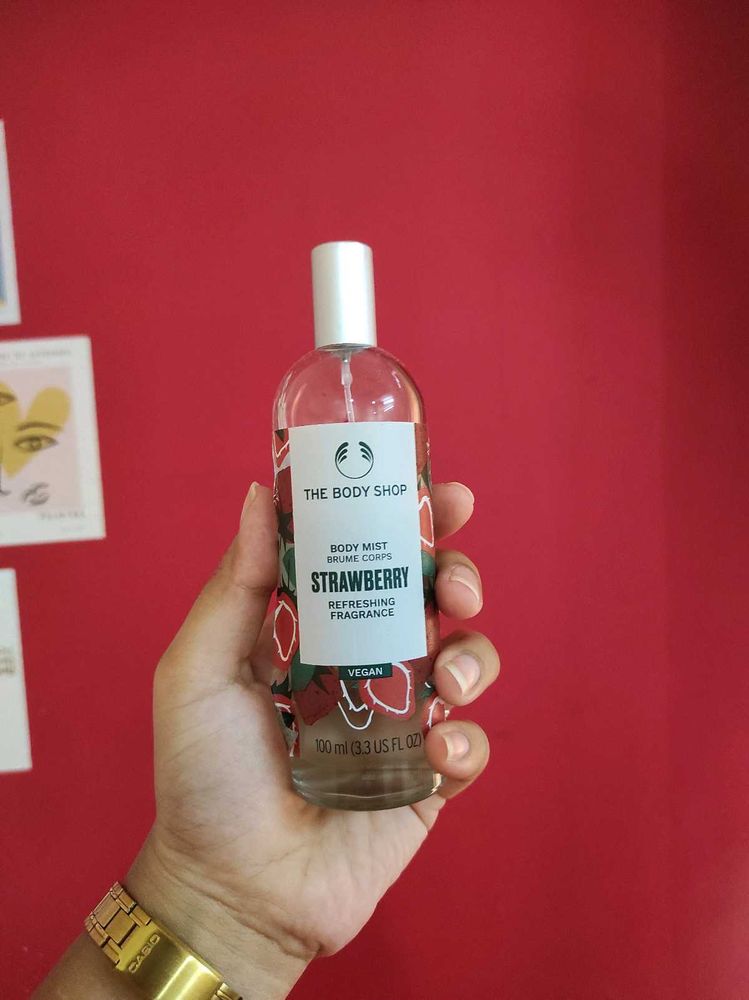 THE BODY SHOP
BODY MIST
BRUME CORPS
STRAWBERRY
REFRESHING
FRAGRANCE
VEGAN
100 ml (3.3 US FL OZ)
CASIO